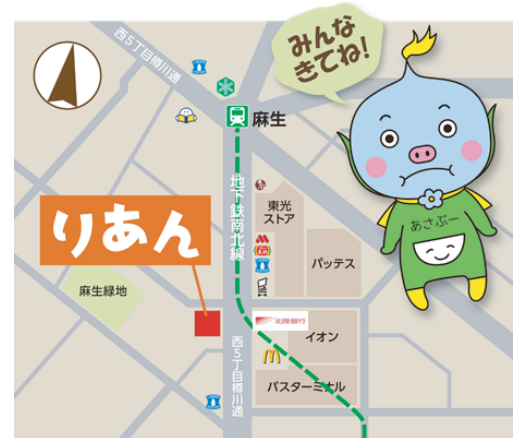 西5丁目樽川通
みんな
きてね!
麻生
地下鉄南北線
東光
ストア
りあん
あさぶー
パッテス
麻生緑地
北陸銀行
イオン
西5丁目樽川通
バスターミナル